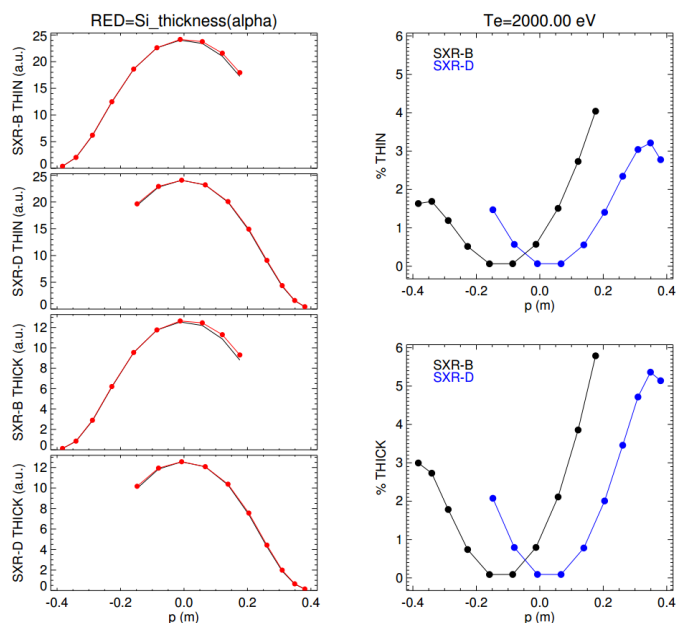 RED=Si_thickness(alpha)
SXR-B THIN (a.u.)
25
20
15
10
5
0
SXR-D THIN (a.u.)
25
20
15
10
5
0
SXR-B THICK (a.u.)
12
10
8
6
4
2
0
SXR-D THICK (a.u.)
12
10
8
6
4
2
0
-0.4 -0.2 0.0 0.2 0.4
p (m)
Te=2000.00 eV
SXR-B
SXR-D
% THIN
6
5
4
3
2
1
0
-0.4 -0.2 0.0 0.2 0.4
p (m)
SXR-B
SXR-D
% THICK
6
5
4
3
2
1
0
-0.4 -0.2 0.0 0.2 0.4
p (m)